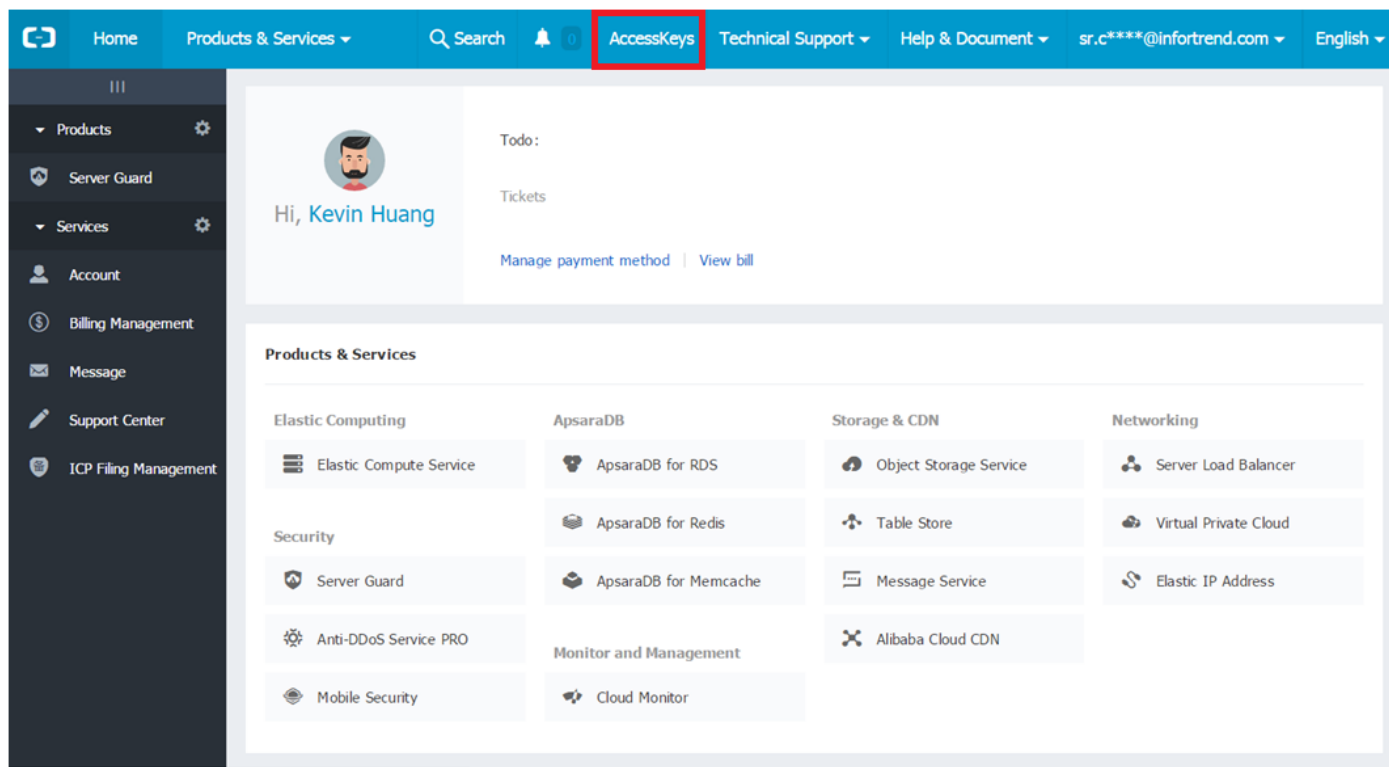 Home
Products & Services
Search
0
AccessKeys
Technical Support
Help & Document
sr.c****@infortrend.com
English
Products
Server Guard
Services
Account
Billing Management
Message
Support Center
ICP Filing Management
Hi, Kevin Huang
Todo:
Tickets
Manage payment method | View bill
Products & Services
Elastic Computing
Elastic Compute Service
Security
Server Guard
Anti-DDoS Service PRO
Mobile Security
ApsaraDB
ApsaraDB for RDS
ApsaraDB for Redis
ApsaraDB for Memcache
Monitor and Management
Cloud Monitor
Storage & CDN
Object Storage Service
Table Store
Message Service
Alibaba Cloud CDN
Networking
Server Load Balancer
Virtual Private Cloud
Elastic IP Address